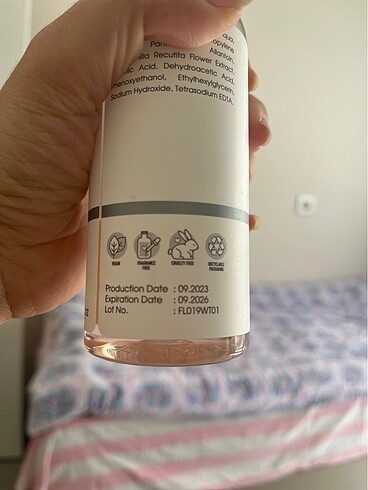 Allantoin,
Recutita Flower Extract,
Acid, Dehydroacetic Acid,
Phenoxyethanol, Ethylhexylglycerin,
Sodium Hydroxide, Tetrasodium EDTA.
VEGAN
FRAGRANCE FREE
CRUELTY FREE
RECYCLABLE PACKAGING
Production Date : 09.2023
Expiration Date : 09.2026
Lot No. : FL019WT01